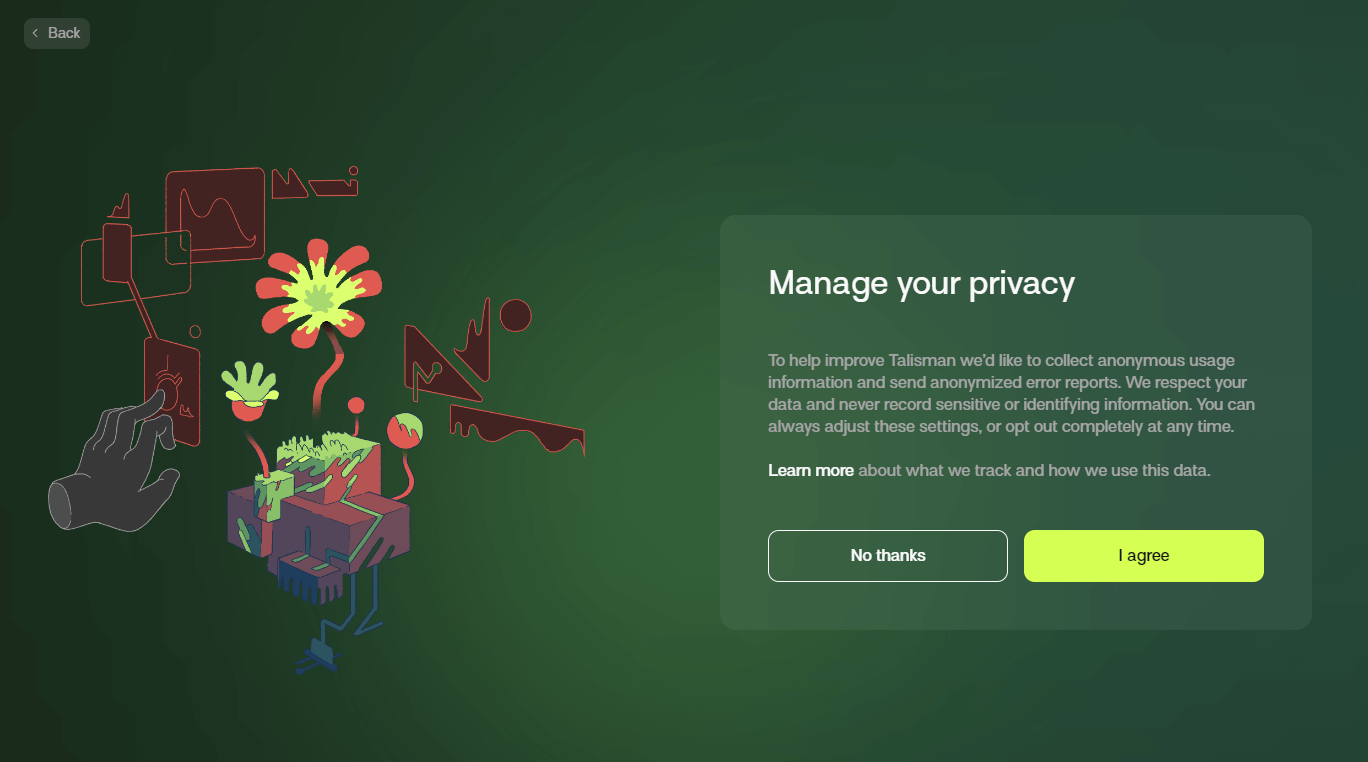 Back
Manage your privacy
To help improve Talisman we’d like to collect anonymous usage
information and send anonymized error reports. We respect your
data and never record sensitive or identifying information. You can
always adjust these settings, or opt out completely at any time.
Learn more about what we track and how we use this data.
No thanks
I agree